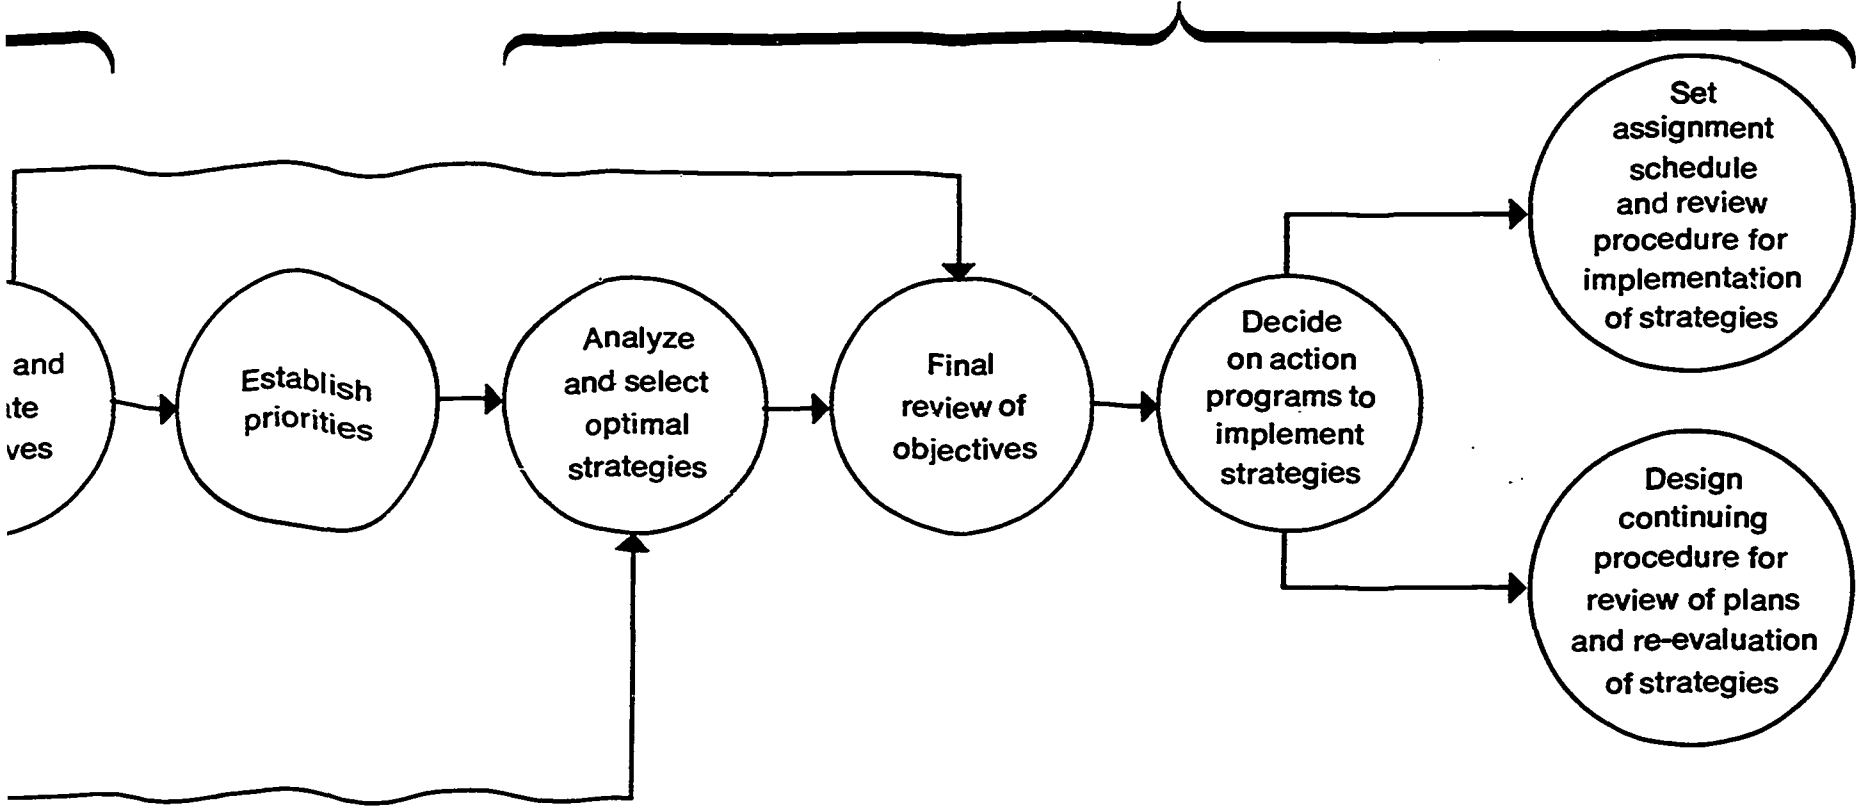 and
ves
Establish
priorities
Analyze
and select
optimal
strategies
Final
review of
objectives
Decide
on action
programs to
implement
strategies
Set
assignment
schedule
and review
procedure for
implementation
of strategies
Design
continuing
procedure for
review of plans
and re-evaluation
of strategies